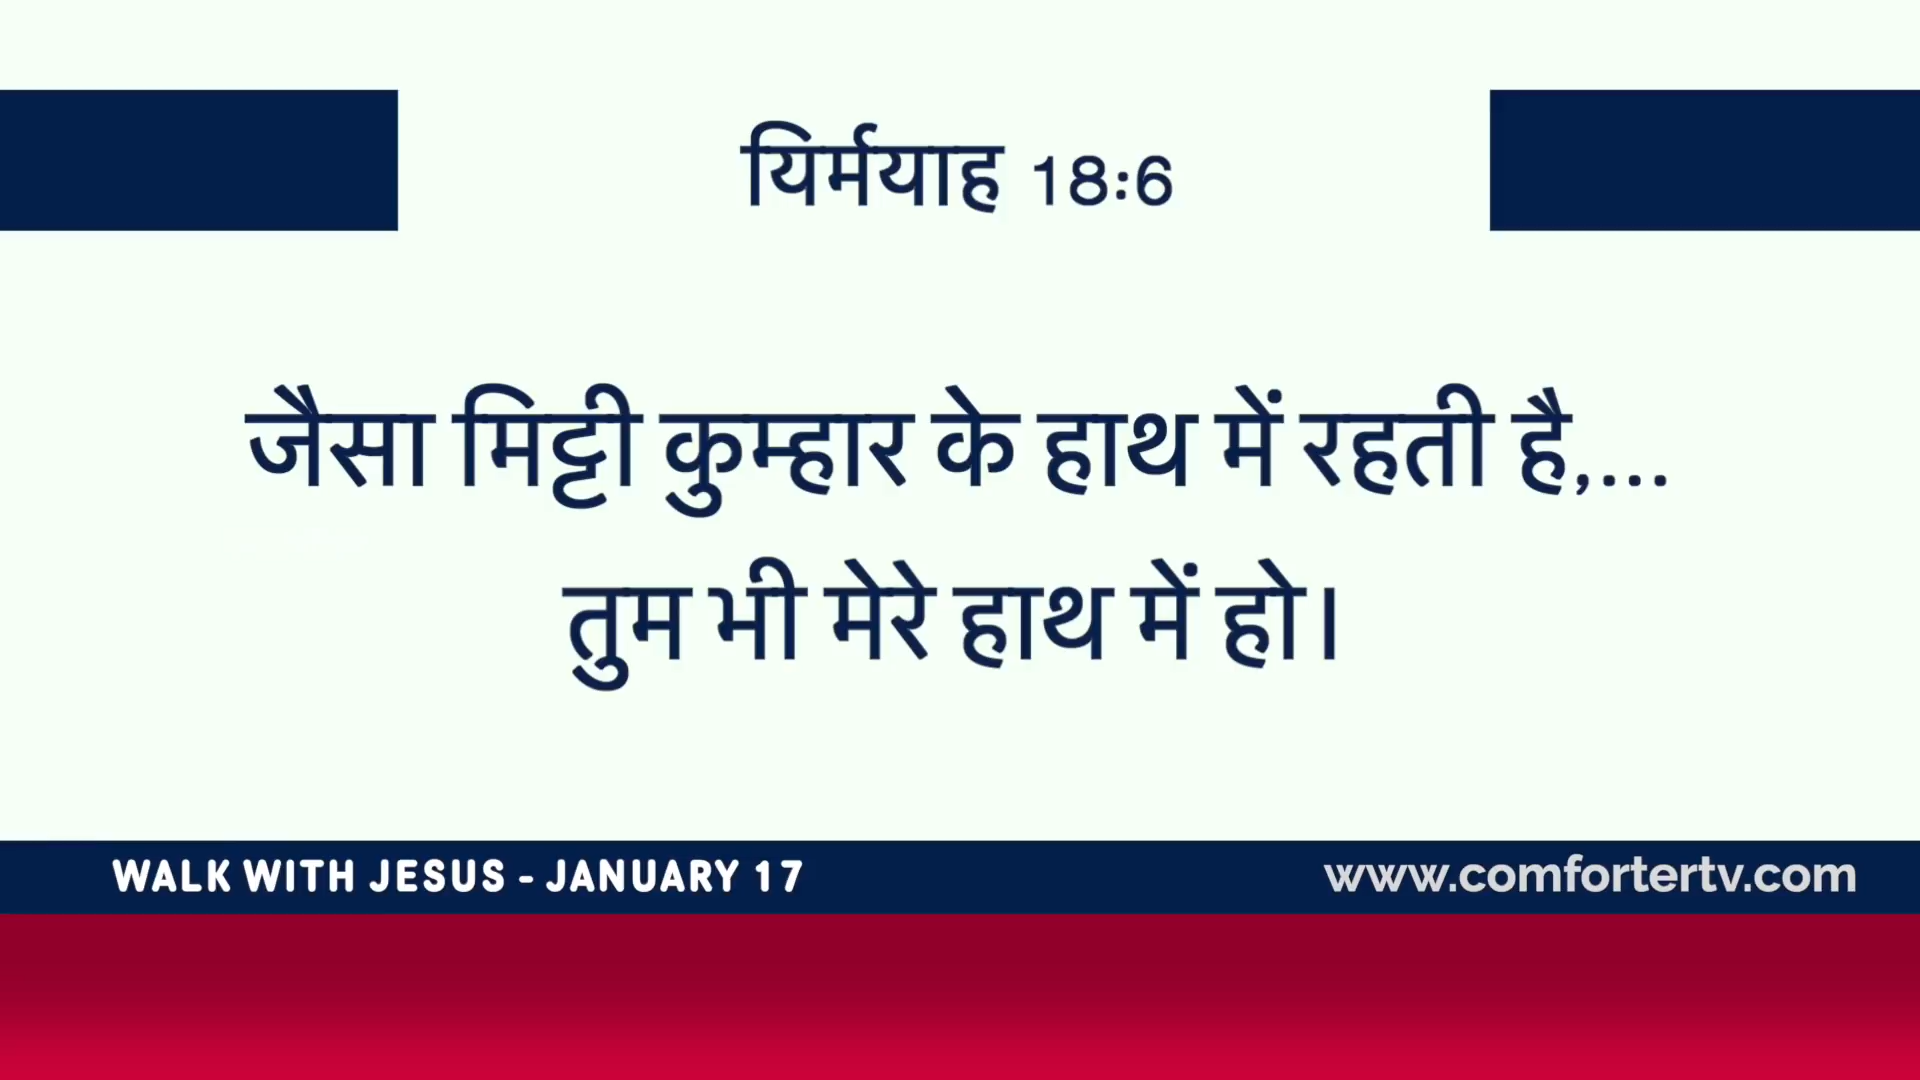 यिर्मयाह 18:6
जैसा मिट्टी कुम्हार के हाथ में रहती है,...
तुम भी मेरे हाथ में हो।
WALK WITH JESUS - JANUARY 17
www.comfortertv.com